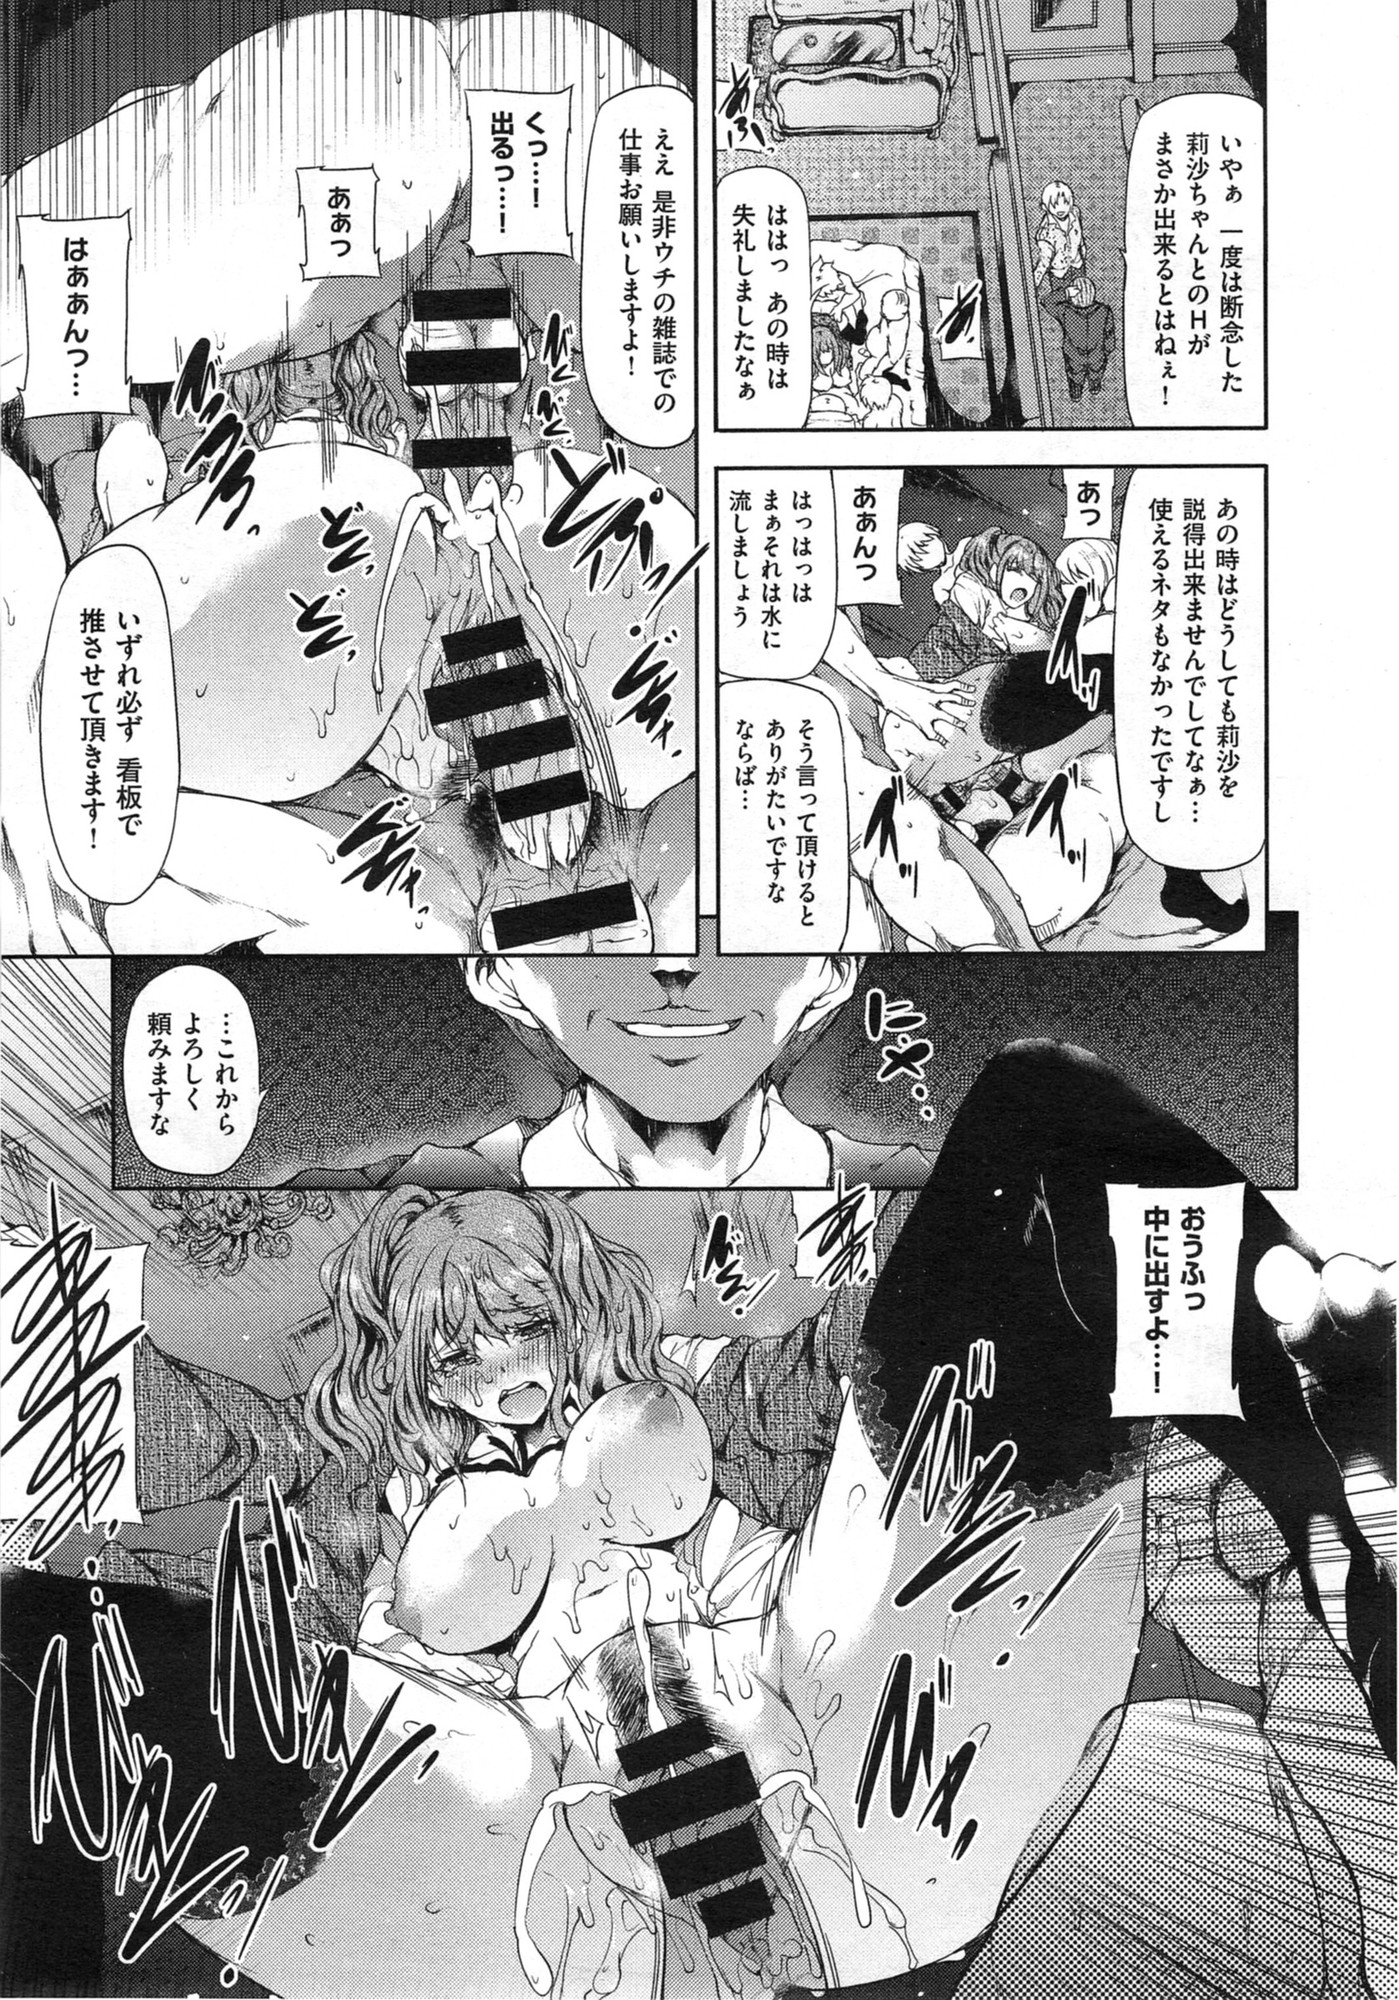 いやぁ 一度は断念した
莉沙ちゃんとのHが
まさか出来るとはねぇ！
ははっ あの時は
失礼しましたなぁ
あの時はどうしても莉沙を
説得出来ませんでしてなぁ…
使えるネタもなかったですし
あっ
ああんっ
はっはっは
まぁそれは水に
流しましょう
そう言って頂けると
ありがたいですな
ならば…
ええ 是非ウチの雑誌での
仕事お願いしますよ！
くっ…！
出るっ…！
あぁっ
はぁぁんっ…
いずれ必ず 看板で
推させて頂きます！
にいっ…
…これから
よろしく
頼みますな
おうふっ
中に出すよ…！